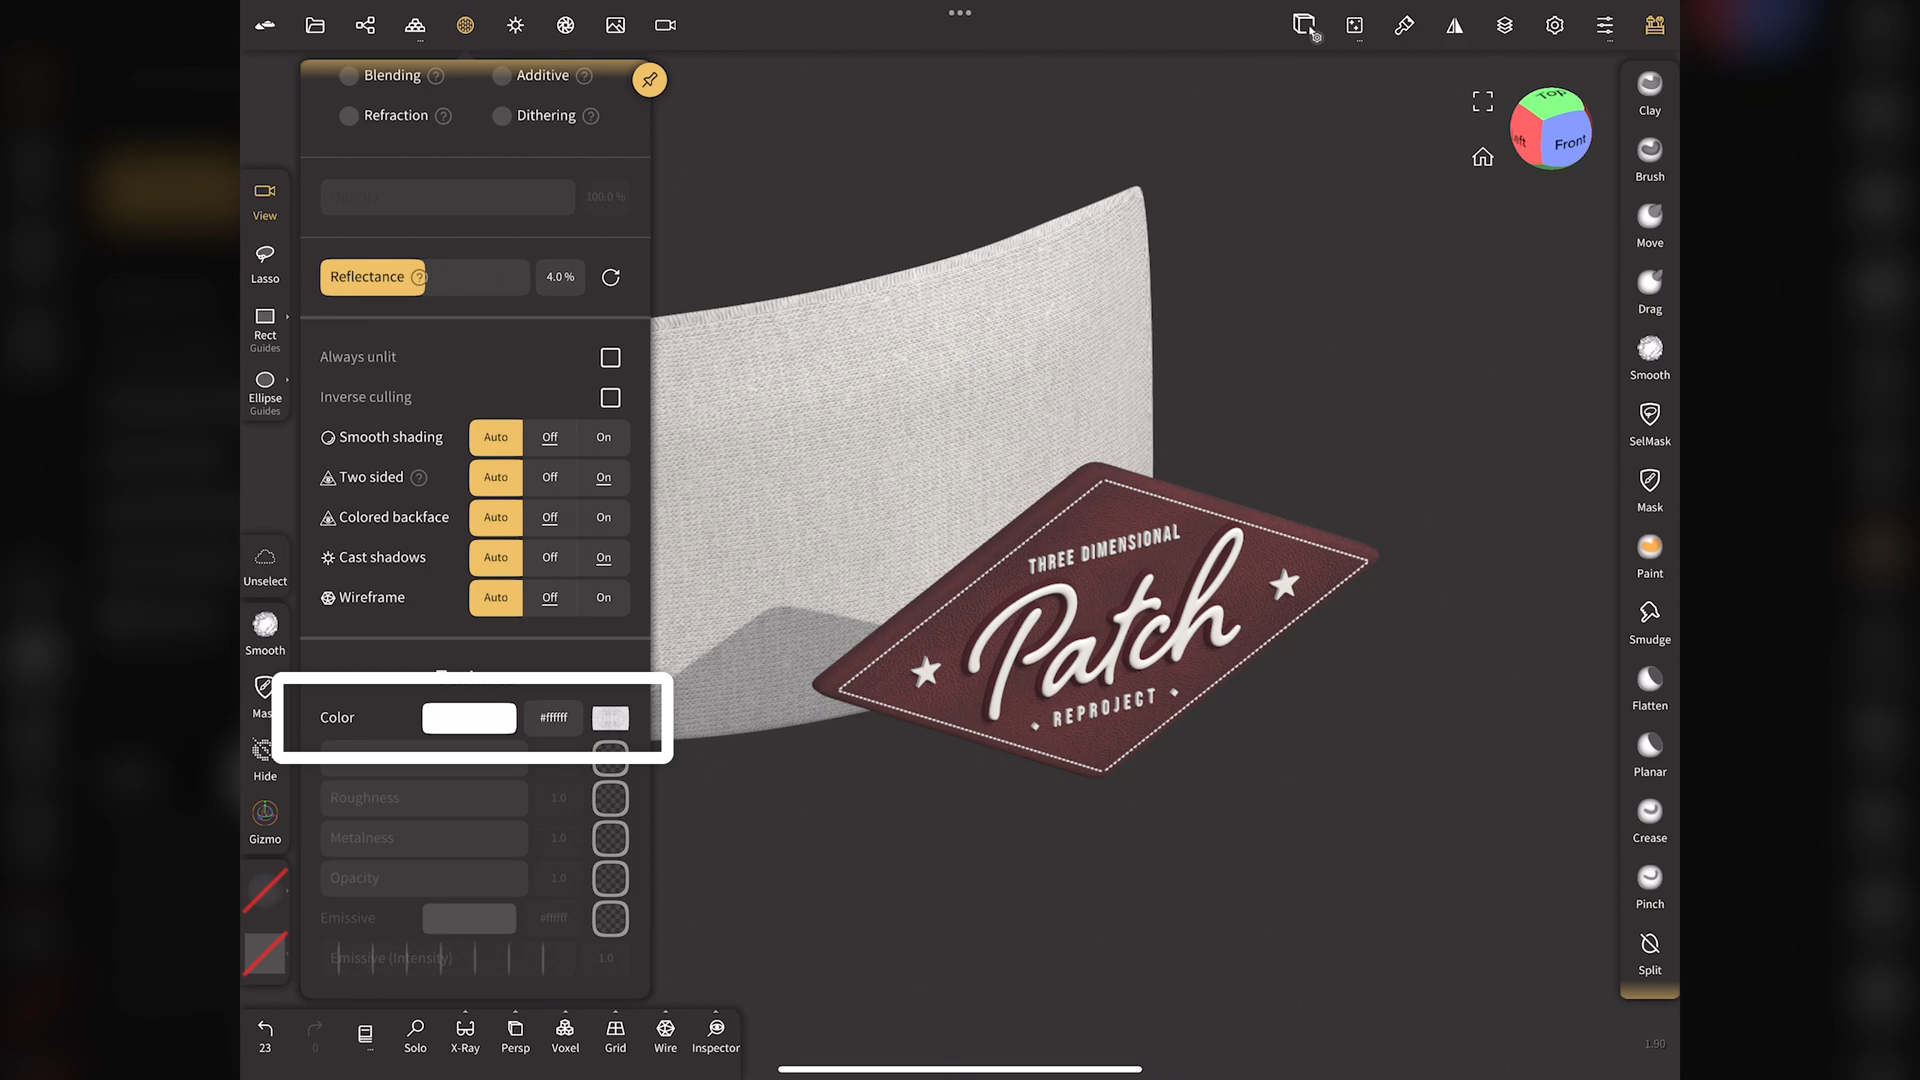 Top
Front
Clay
Brush
Move
Drag
Smooth
SelMask
Mask
Paint
Smudge
Flatten
Planar
Crease
Pinch
Split
View
Lasso
Rect
Guides
Ellipse
Guides
Unselect
Smooth
Hide
Gizmo
Blending ? Additive ?
Refraction ? Dithering ?
Opacity 100.0 %
Reflectance ? 4.0 %
Always unlit
Inverse culling
Smooth shading Auto Off On
Two sided ? Auto Off On
Colored backface Auto Off On
Cast shadows Auto Off On
Wireframe Auto Off On
Color #ffffff
Roughness 1.0
Metalness 1.0
Opacity 1.0
Emissive #ffffff
Emissive (Intensity) 1.0
THREE DIMENSIONAL
Patch
REPROJECT
23
0
Solo
X-Ray
Persp
Voxel
Grid
Wire
Inspector
1.90